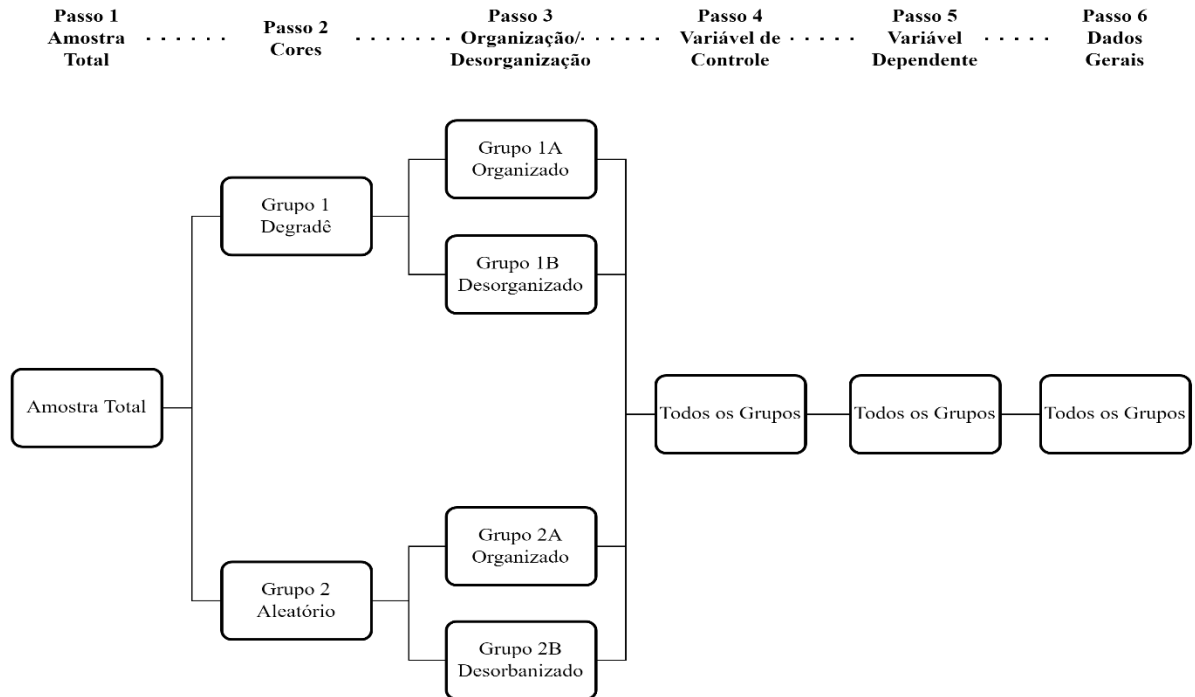 Passo 1
Amostra
Total
Passo 2
Cores
Passo 3
Organização/
Desorganização
Passo 4
Variável de
Controle
Passo 5
Variável
Dependente
Passo 6
Dados
Gerais
Amostra Total
Grupo 1
Degradê
Grupo 2
Aleatório
Grupo 1A
Organizado
Grupo 1B
Desorganizado
Grupo 2A
Organizado
Grupo 2B
Desorbanizado
Todos os Grupos
Todos os Grupos
Todos os Grupos